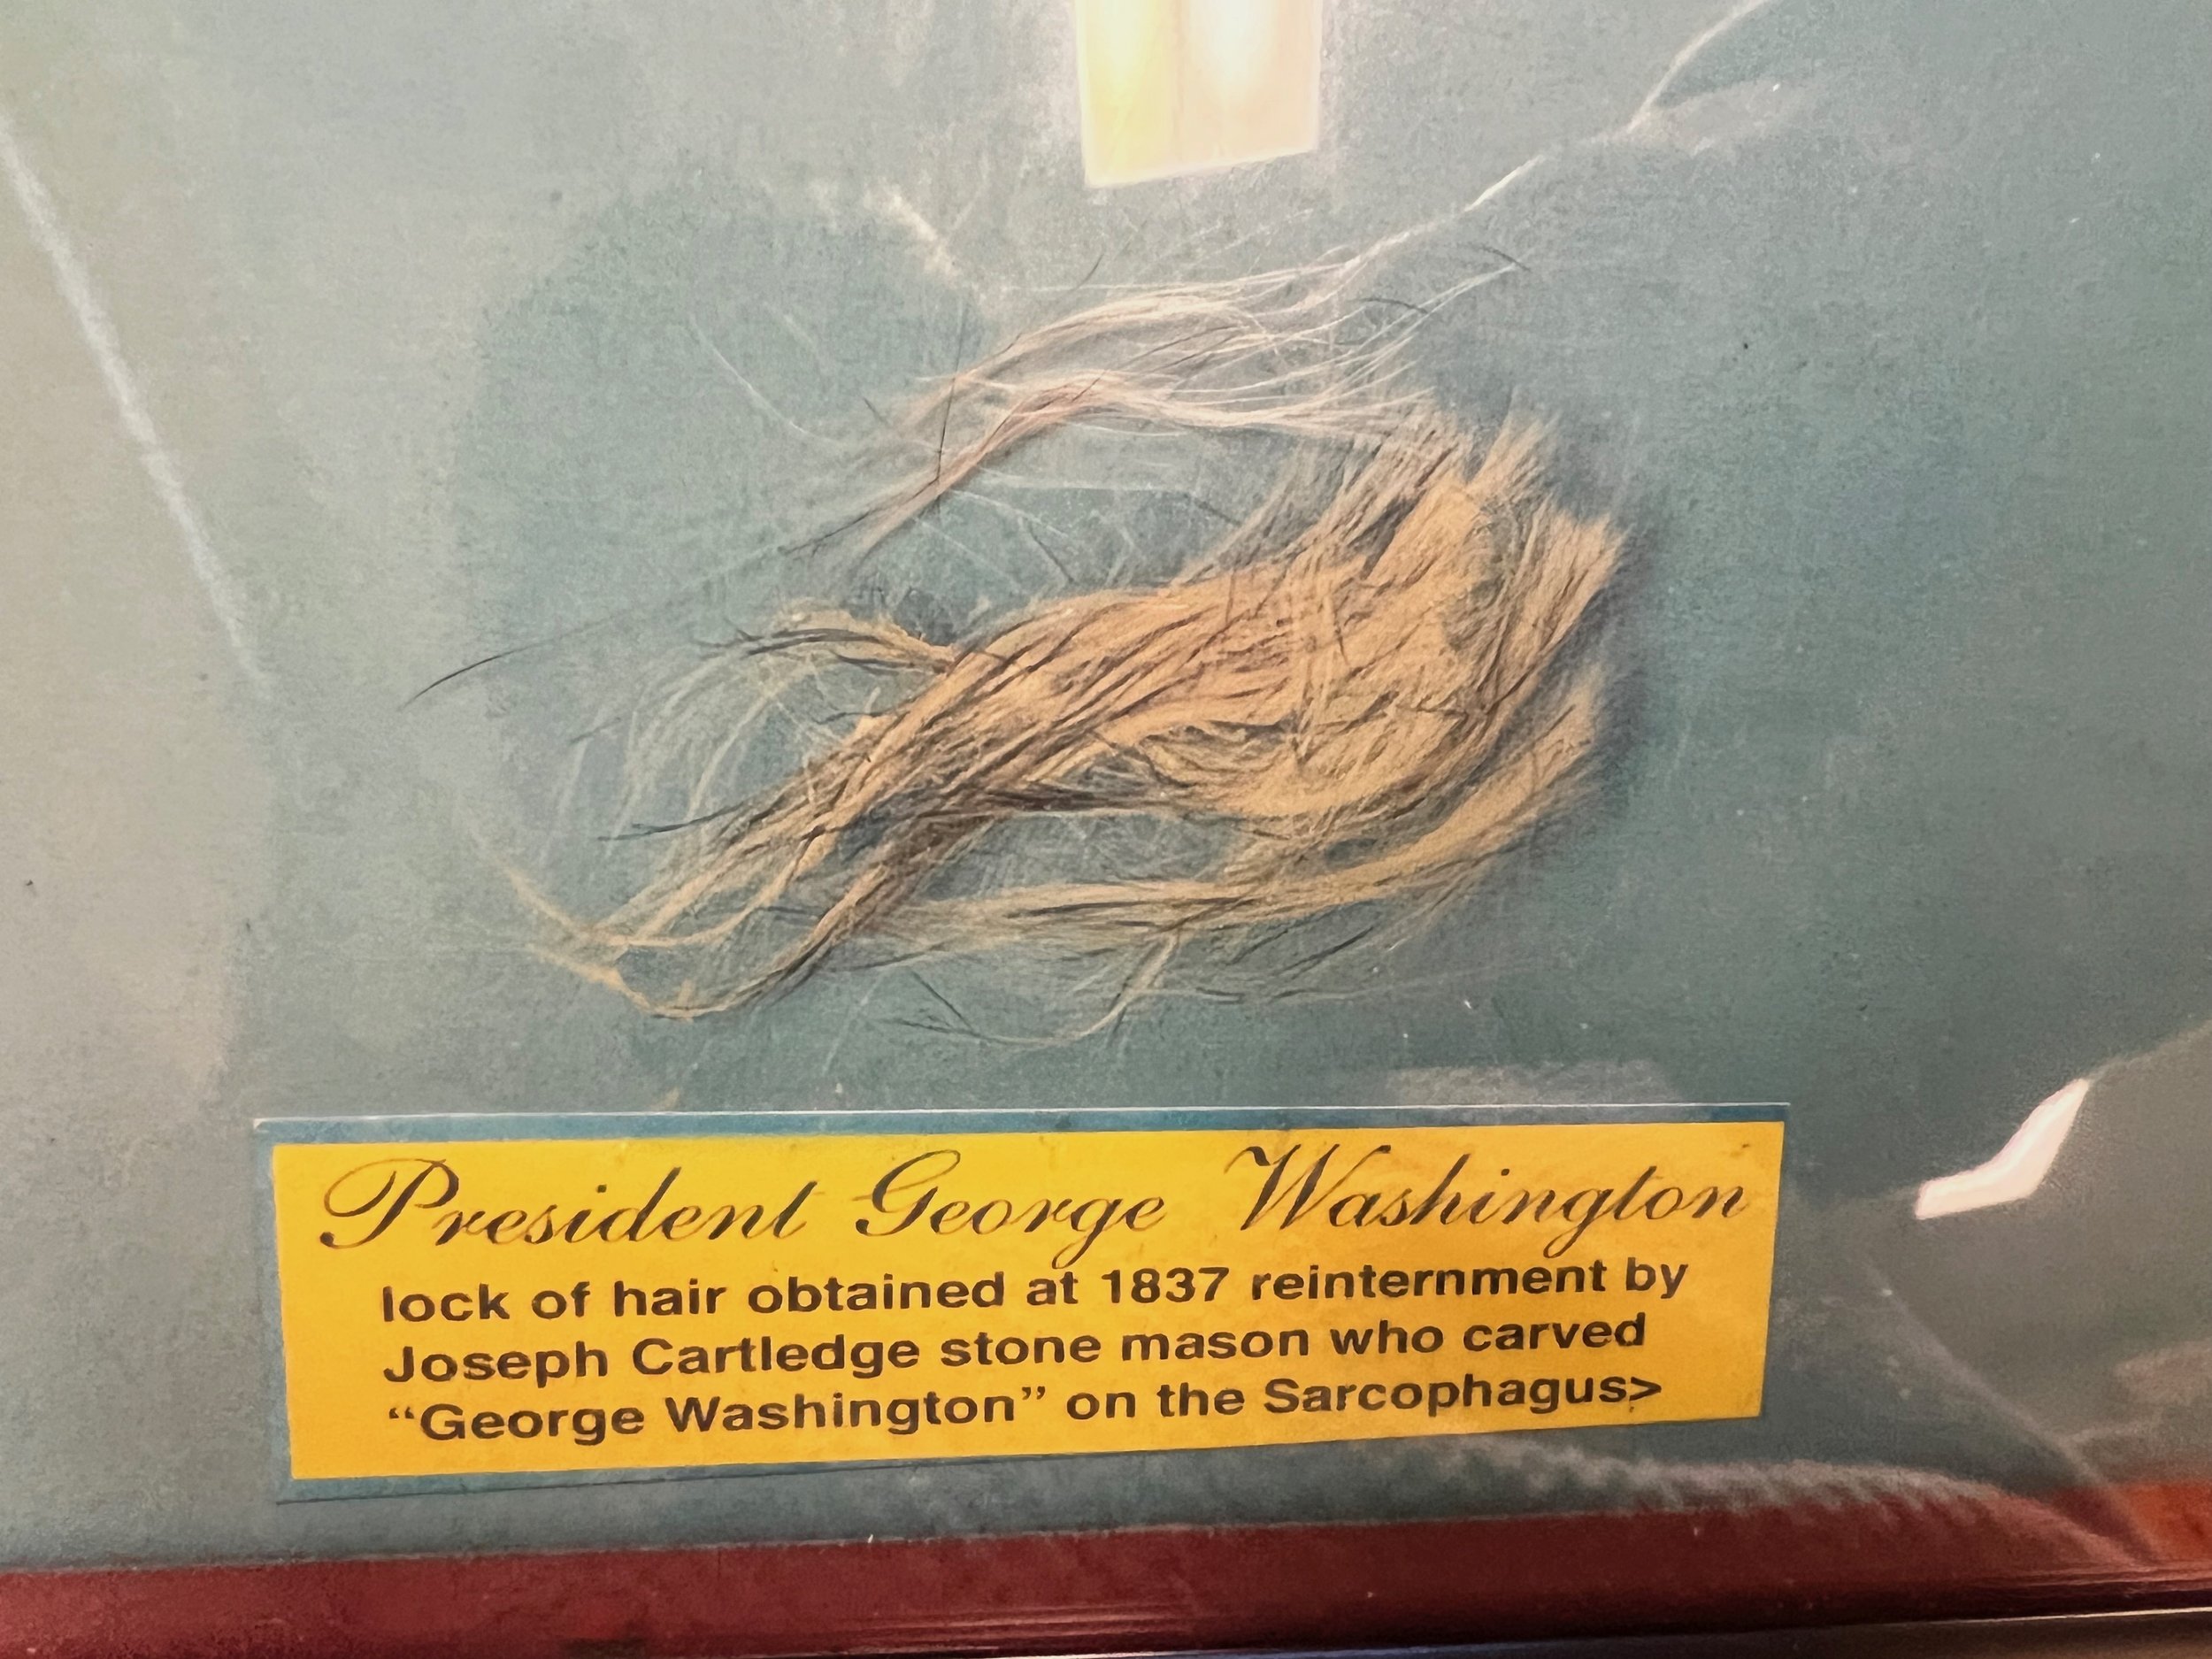 President George Washington
lock of hair obtained at 1837 reinternment by
Joseph Cartledge stone mason who carved
“George Washington” on the Sarcophagus>